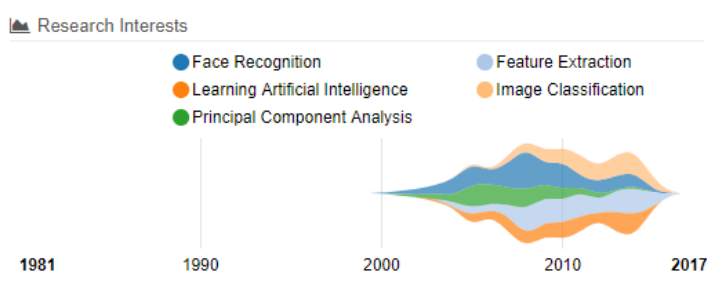 Research Interests
Face Recognition
Feature Extraction
Learning Artificial Intelligence
Image Classification
Principal Component Analysis
1981 1990 2000 2010 2017